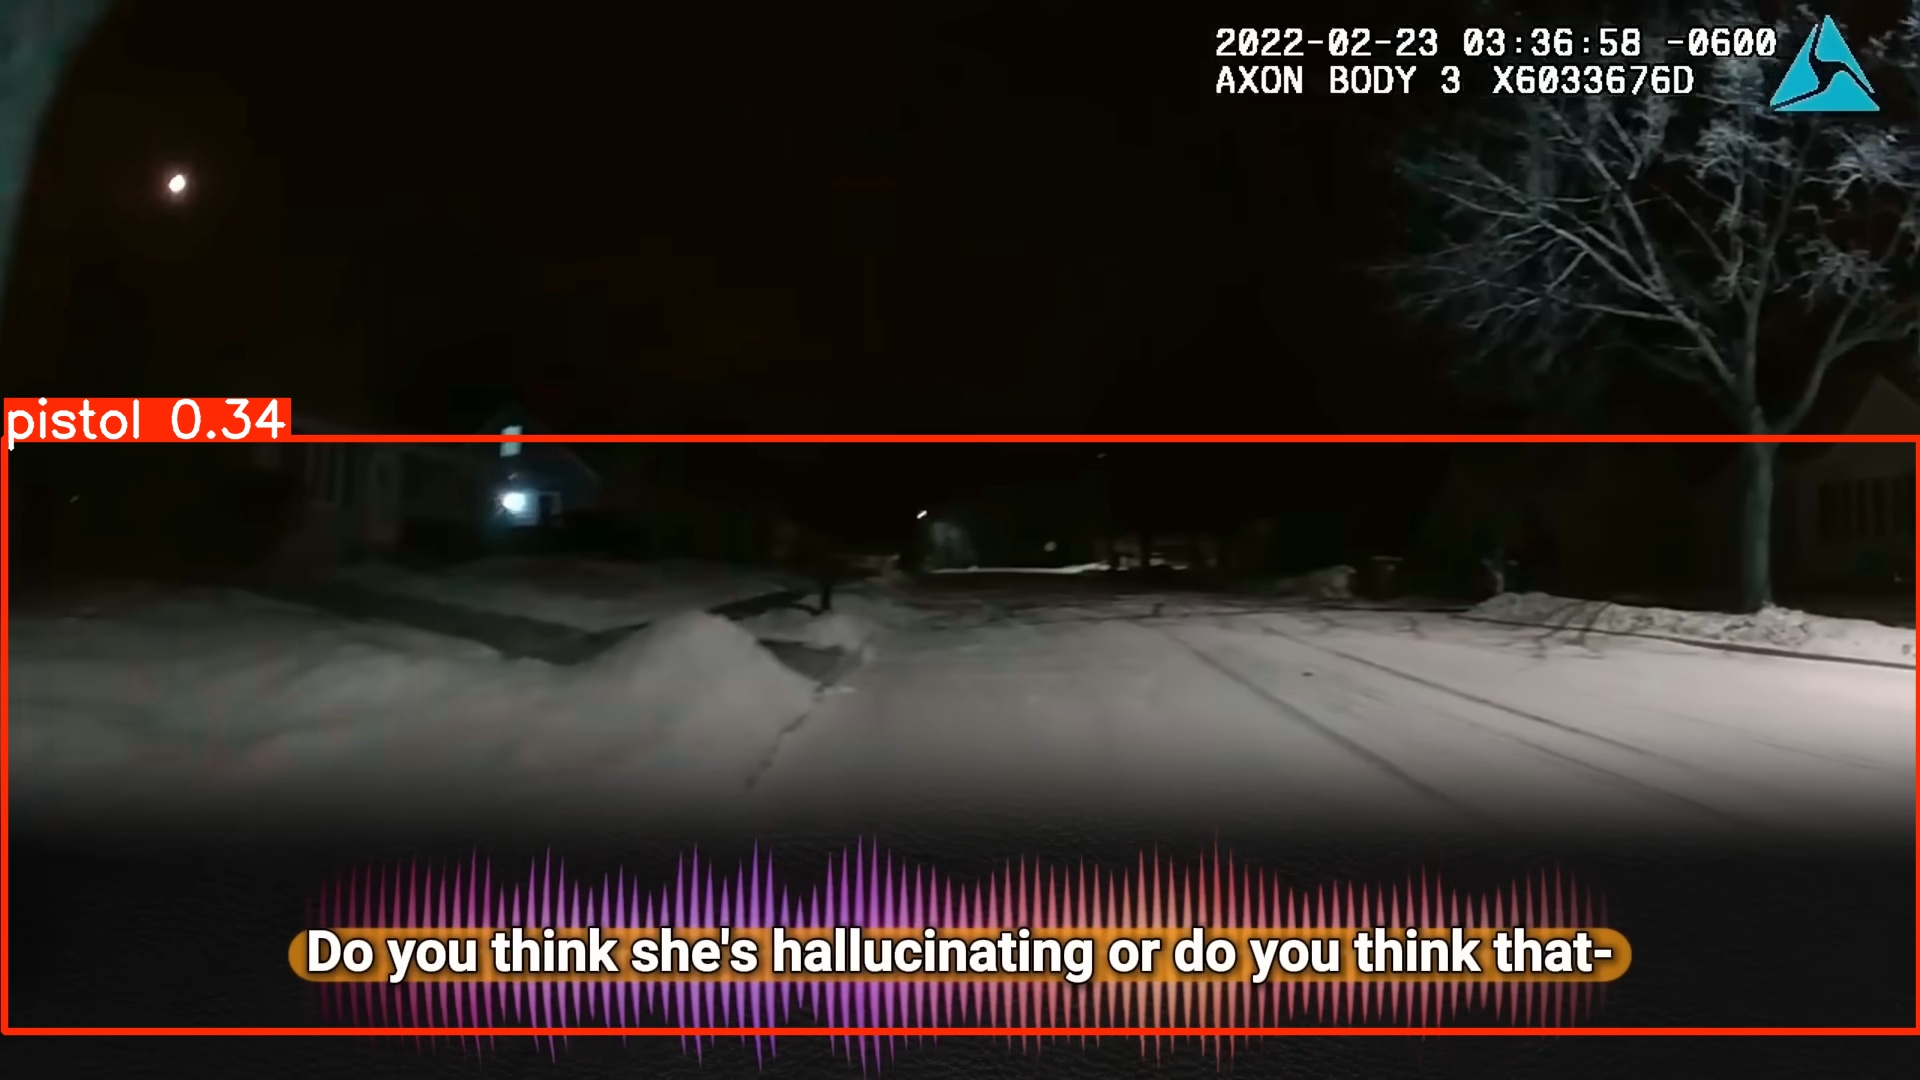 2022-02-23 03:36:58 -0600
AXON BODY 3 X6033676D
pistol 0.34
Do you think she's hallucinating or do you think that-